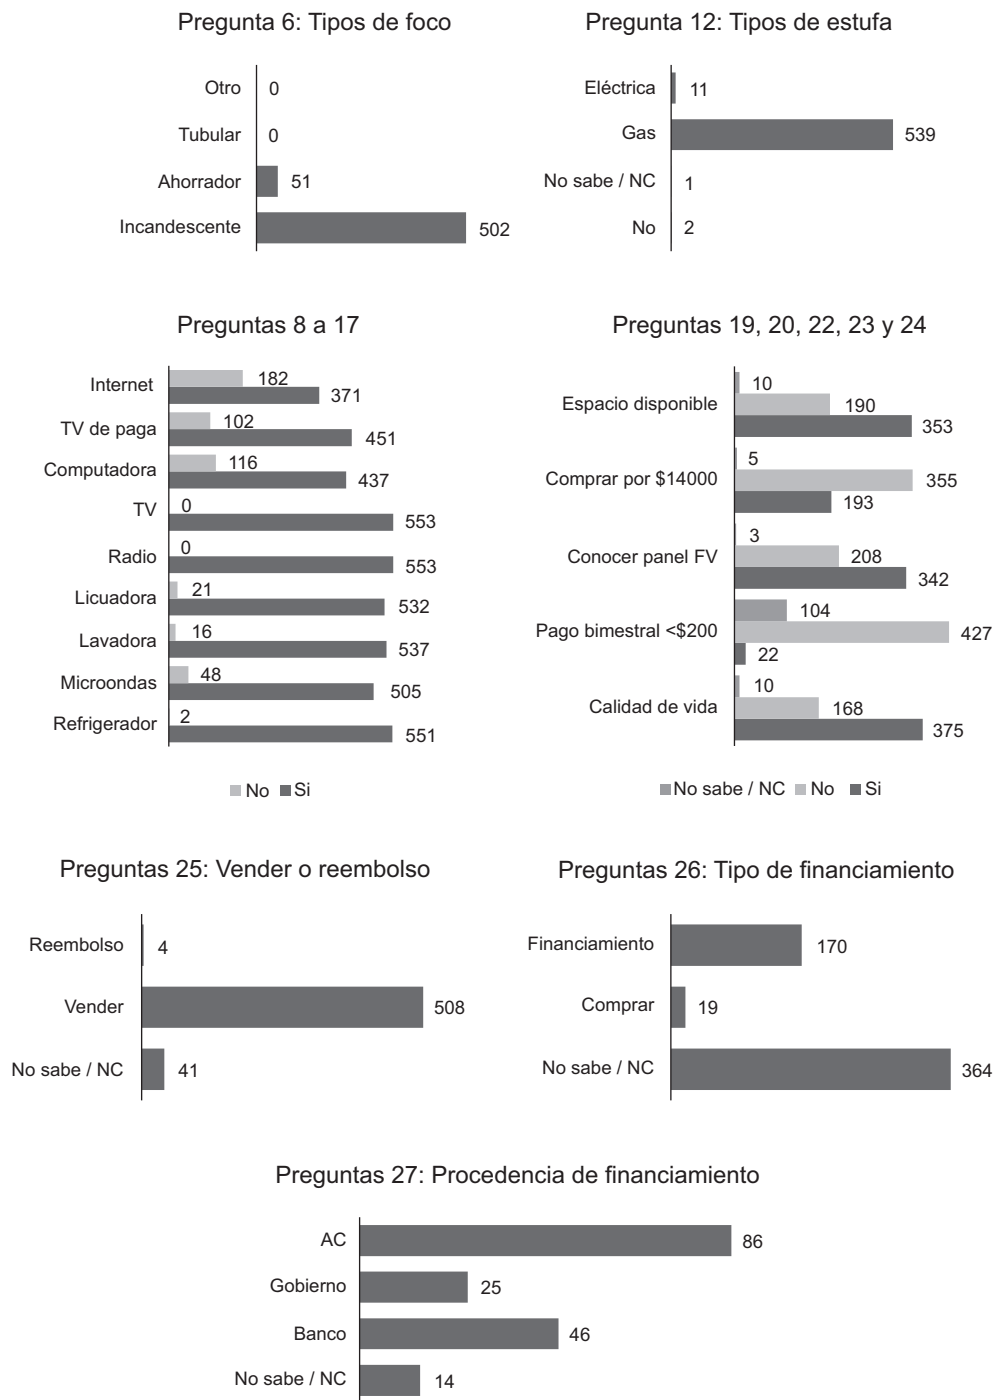 Pregunta 6: Tipos de foco
Otro 0
Tubular 0
Ahorrador 51
Incandescente 502
Pregunta 12: Tipos de estufa
Eléctrica 11
Gas 539
No sabe / NC 1
No 2
Preguntas 8 a 17
Internet 182 371
TV de paga 102 451
Computadora 116 437
TV 0 553
Radio 0 553
Licuadora 21 532
Lavadora 16 537
Microondas 48 505
Refrigerador 2 551
No Si
Preguntas 19, 20, 22, 23 y 24
Espacio disponible 10 190 353
Comprar por $14000 5 355 193
Conocer panel FV 3 208 342
Pago bimestral <$200 104 427 22
Calidad de vida 10 168 375
No sabe / NC No Si
Preguntas 25: Vender o reembolso
Reembolso 4
Vender 508
No sabe / NC 41
Preguntas 26: Tipo de financiamiento
Financiamiento 170
Comprar 19
No sabe / NC 364
Preguntas 27: Procedencia de financiamiento
AC 86
Gobierno 25
Banco 46
No sabe / NC 14